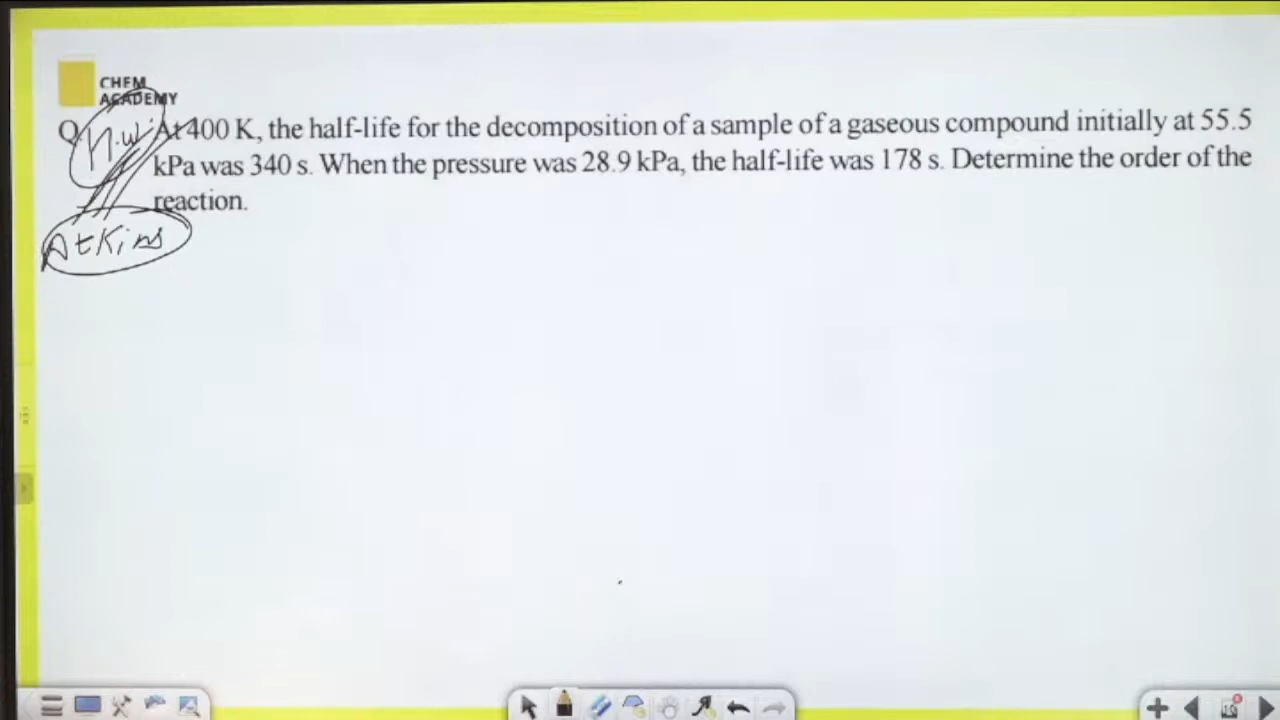 CHEM
ACADEMY
Q. H.W At 400 K, the half-life for the decomposition of a sample of a gaseous compound initially at 55.5
kPa was 340 s. When the pressure was 28.9 kPa, the half-life was 178 s. Determine the order of the
reaction.
Atkins